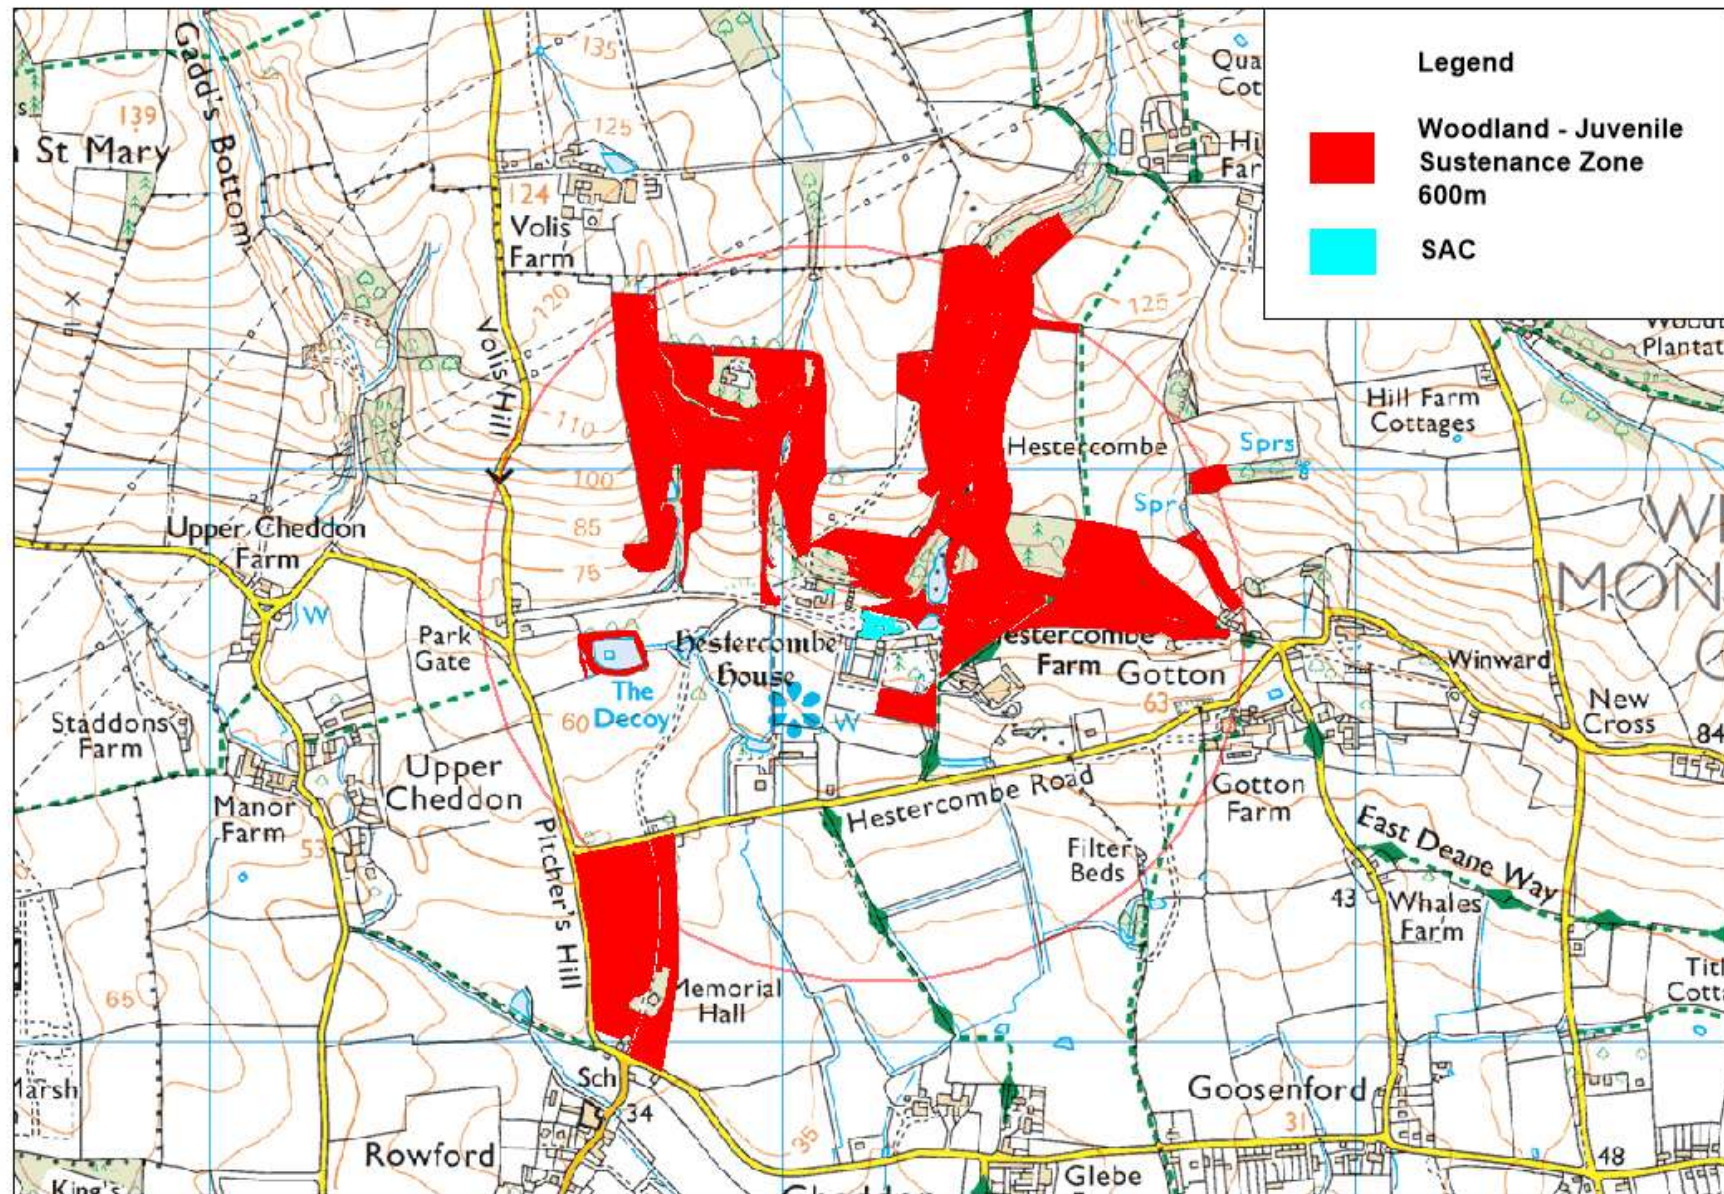 Legend
Woodland - Juvenile
Sustenance Zone
600m
SAC
Gadd's Bottom
135
139
125
St Mary
124
Volis
Farm
120
125
Volis Hill
110
Hill Farm
Cottages
Hestercombe
Sprs
100
Spr
85
Upper Cheddon
Farm
75
W
Park
Gate
Hestercombe
House
Farm
Gotton
Winward
The
Decoy
63
60
W
New
Cross
84
Staddons
Farm
Upper
Cheddon
Hestercombe Road
Gotton
Farm
Manor
Farm
53
Pitcher's Hill
East Deane Way
Filter
Beds
43
Whales
Farm
65
Memorial
Hall
Sch
34
Goosenford
31
Rowford
35
48
Glebe
King's